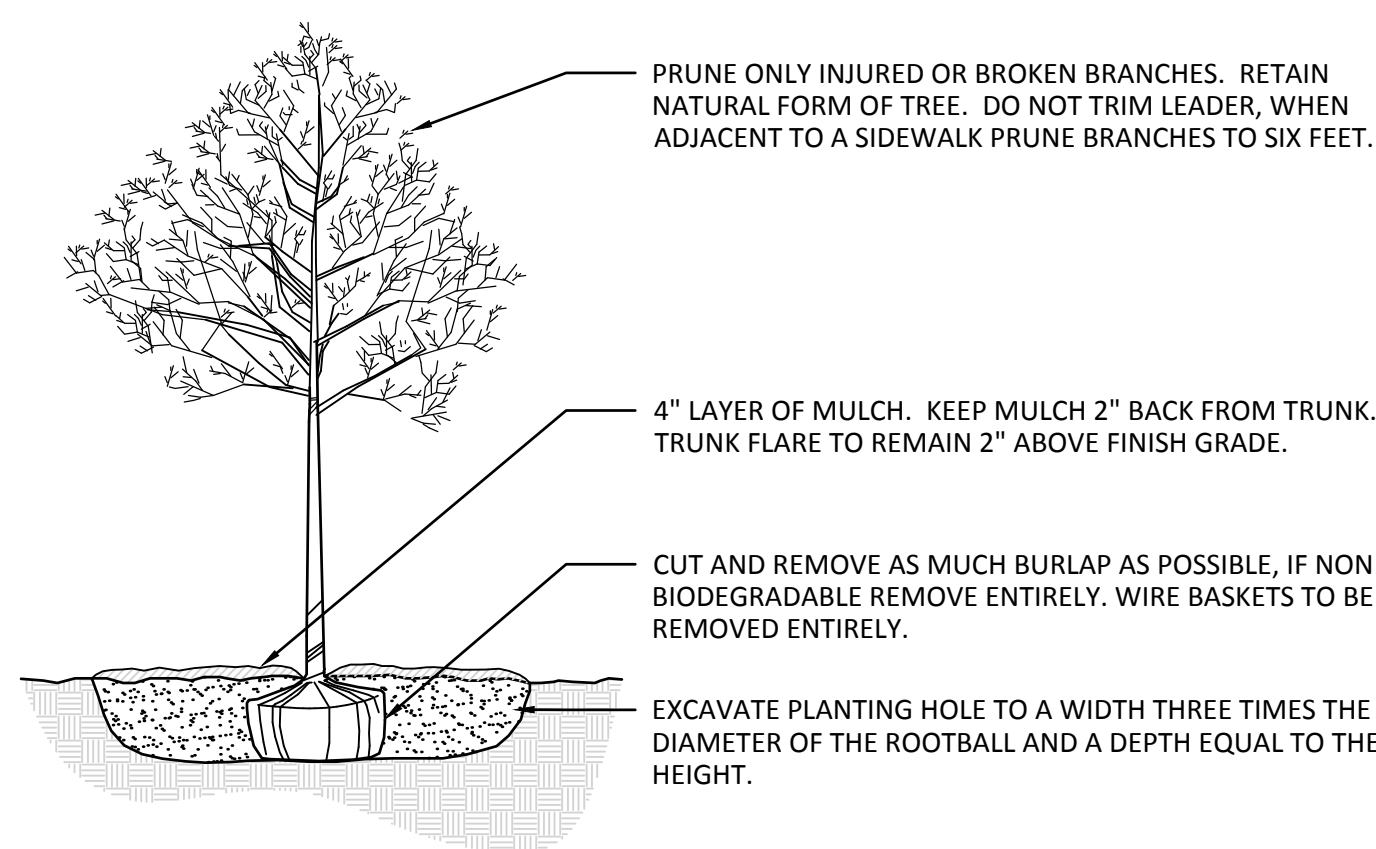 PRUNE ONLY INJURED OR BROKEN BRANCHES. RETAIN
NATURAL FORM OF TREE. DO NOT TRIM LEADER, WHEN
ADJACENT TO A SIDEWALK PRUNE BRANCHES TO SIX FEET.
4" LAYER OF MULCH. KEEP MULCH 2" BACK FROM TRUNK.
TRUNK FLARE TO REMAIN 2" ABOVE FINISH GRADE.
CUT AND REMOVE AS MUCH BURLAP AS POSSIBLE, IF NON
BIODEGRADABLE REMOVE ENTIRELY. WIRE BASKETS TO BE
REMOVED ENTIRELY.
EXCAVATE PLANTING HOLE TO A WIDTH THREE TIMES THE
DIAMETER OF THE ROOTBALL AND A DEPTH EQUAL TO THE
HEIGHT.